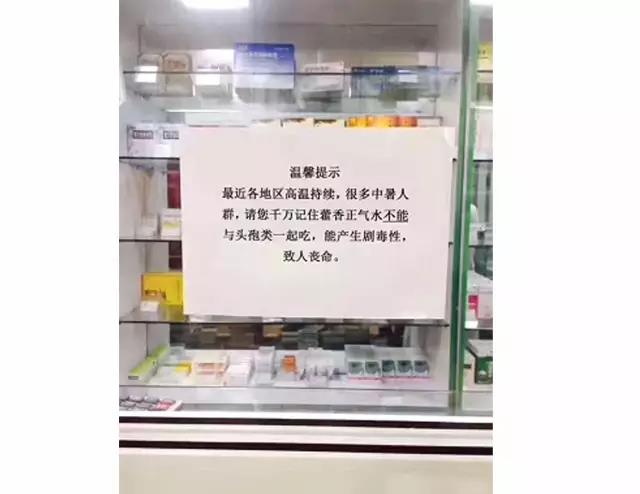 温馨提示
最近各地区高温持续，很多中暑人
群，请您千万记住藿香正气水不能
与头孢类一起吃，能产生剧毒性，
致人丧命。